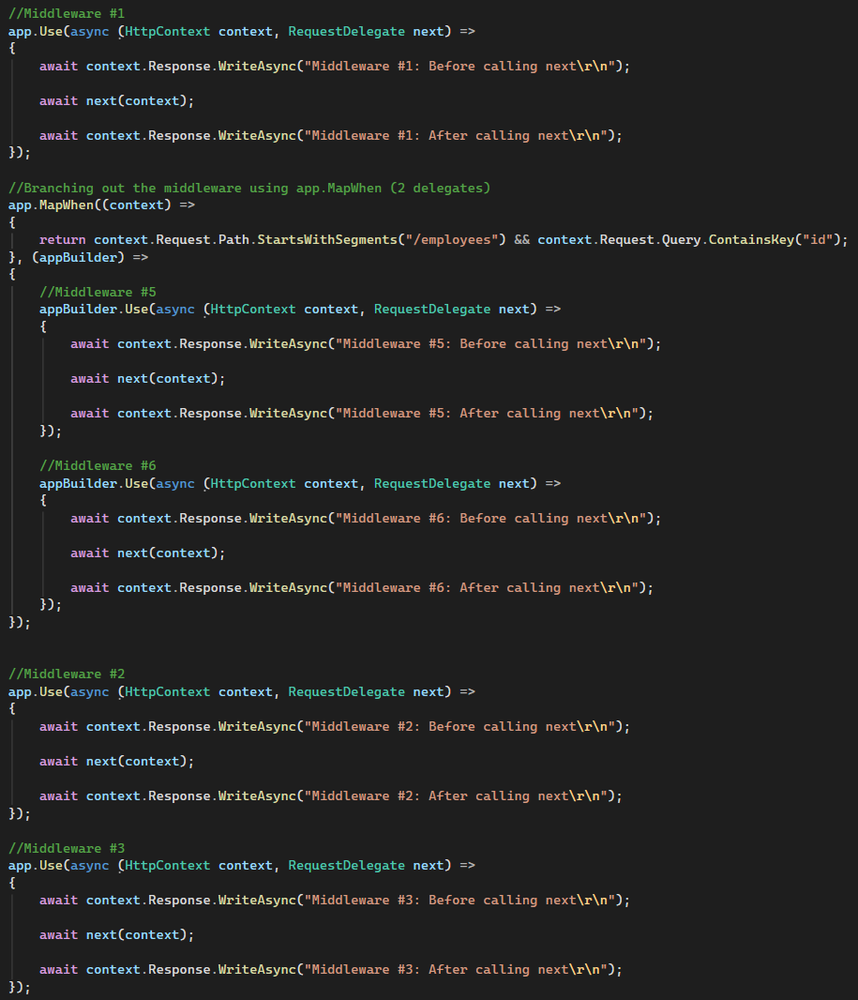 //Middleware #1
app.Use(async (HttpContext context, RequestDelegate next) =>
{
    await context.Response.WriteAsync("Middleware #1: Before calling next\r\n");

    await next(context);

    await context.Response.WriteAsync("Middleware #1: After calling next\r\n");
});

//Branching out the middleware using app.MapWhen (2 delegates)
app.MapWhen((context) =>
{
    return context.Request.Path.StartsWithSegments("/employees") && context.Request.Query.ContainsKey("id");
}, (appBuilder) =>
{
    //Middleware #5
    appBuilder.Use(async (HttpContext context, RequestDelegate next) =>
    {
        await context.Response.WriteAsync("Middleware #5: Before calling next\r\n");

        await next(context);

        await context.Response.WriteAsync("Middleware #5: After calling next\r\n");
    });

    //Middleware #6
    appBuilder.Use(async (HttpContext context, RequestDelegate next) =>
    {
        await context.Response.WriteAsync("Middleware #6: Before calling next\r\n");

        await next(context);

        await context.Response.WriteAsync("Middleware #6: After calling next\r\n");
    });
});


//Middleware #2
app.Use(async (HttpContext context, RequestDelegate next) =>
{
    await context.Response.WriteAsync("Middleware #2: Before calling next\r\n");

    await next(context);

    await context.Response.WriteAsync("Middleware #2: After calling next\r\n");
});

//Middleware #3
app.Use(async (HttpContext context, RequestDelegate next) =>
{
    await context.Response.WriteAsync("Middleware #3: Before calling next\r\n");

    await next(context);

    await context.Response.WriteAsync("Middleware #3: After calling next\r\n");
});